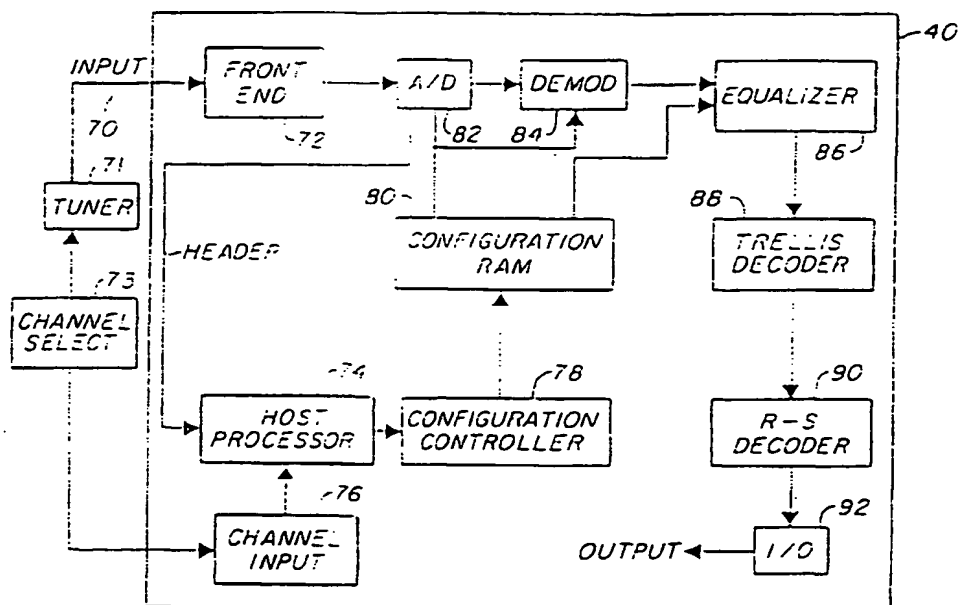 40
INPUT
FRONT
END
A/D
DEMOD
EQUALIZER
70
72
82
84
86
71
TUNER
80
88
CONFIGURATION
RAM
TRELLIS
DECODER
HEADER
73
CHANNEL
SELECT
74
78
90
HOST
PROCESSOR
CONFIGURATION
CONTROLLER
R-S
DECODER
76
92
CHANNEL
INPUT
OUTPUT
I/O